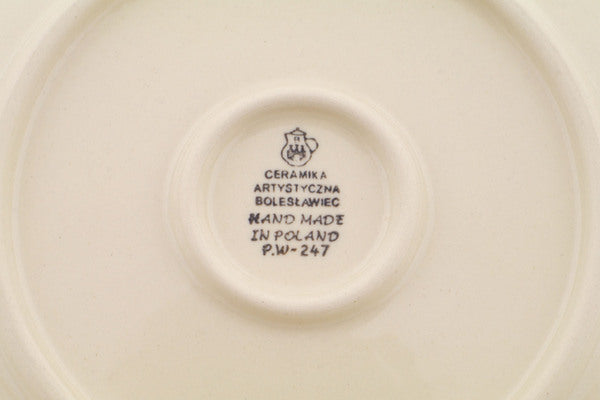 CERAMIKA
ARTYSTYCZNA
BOLESŁAWIEC
HAND MADE
IN POLAND
P.W-247